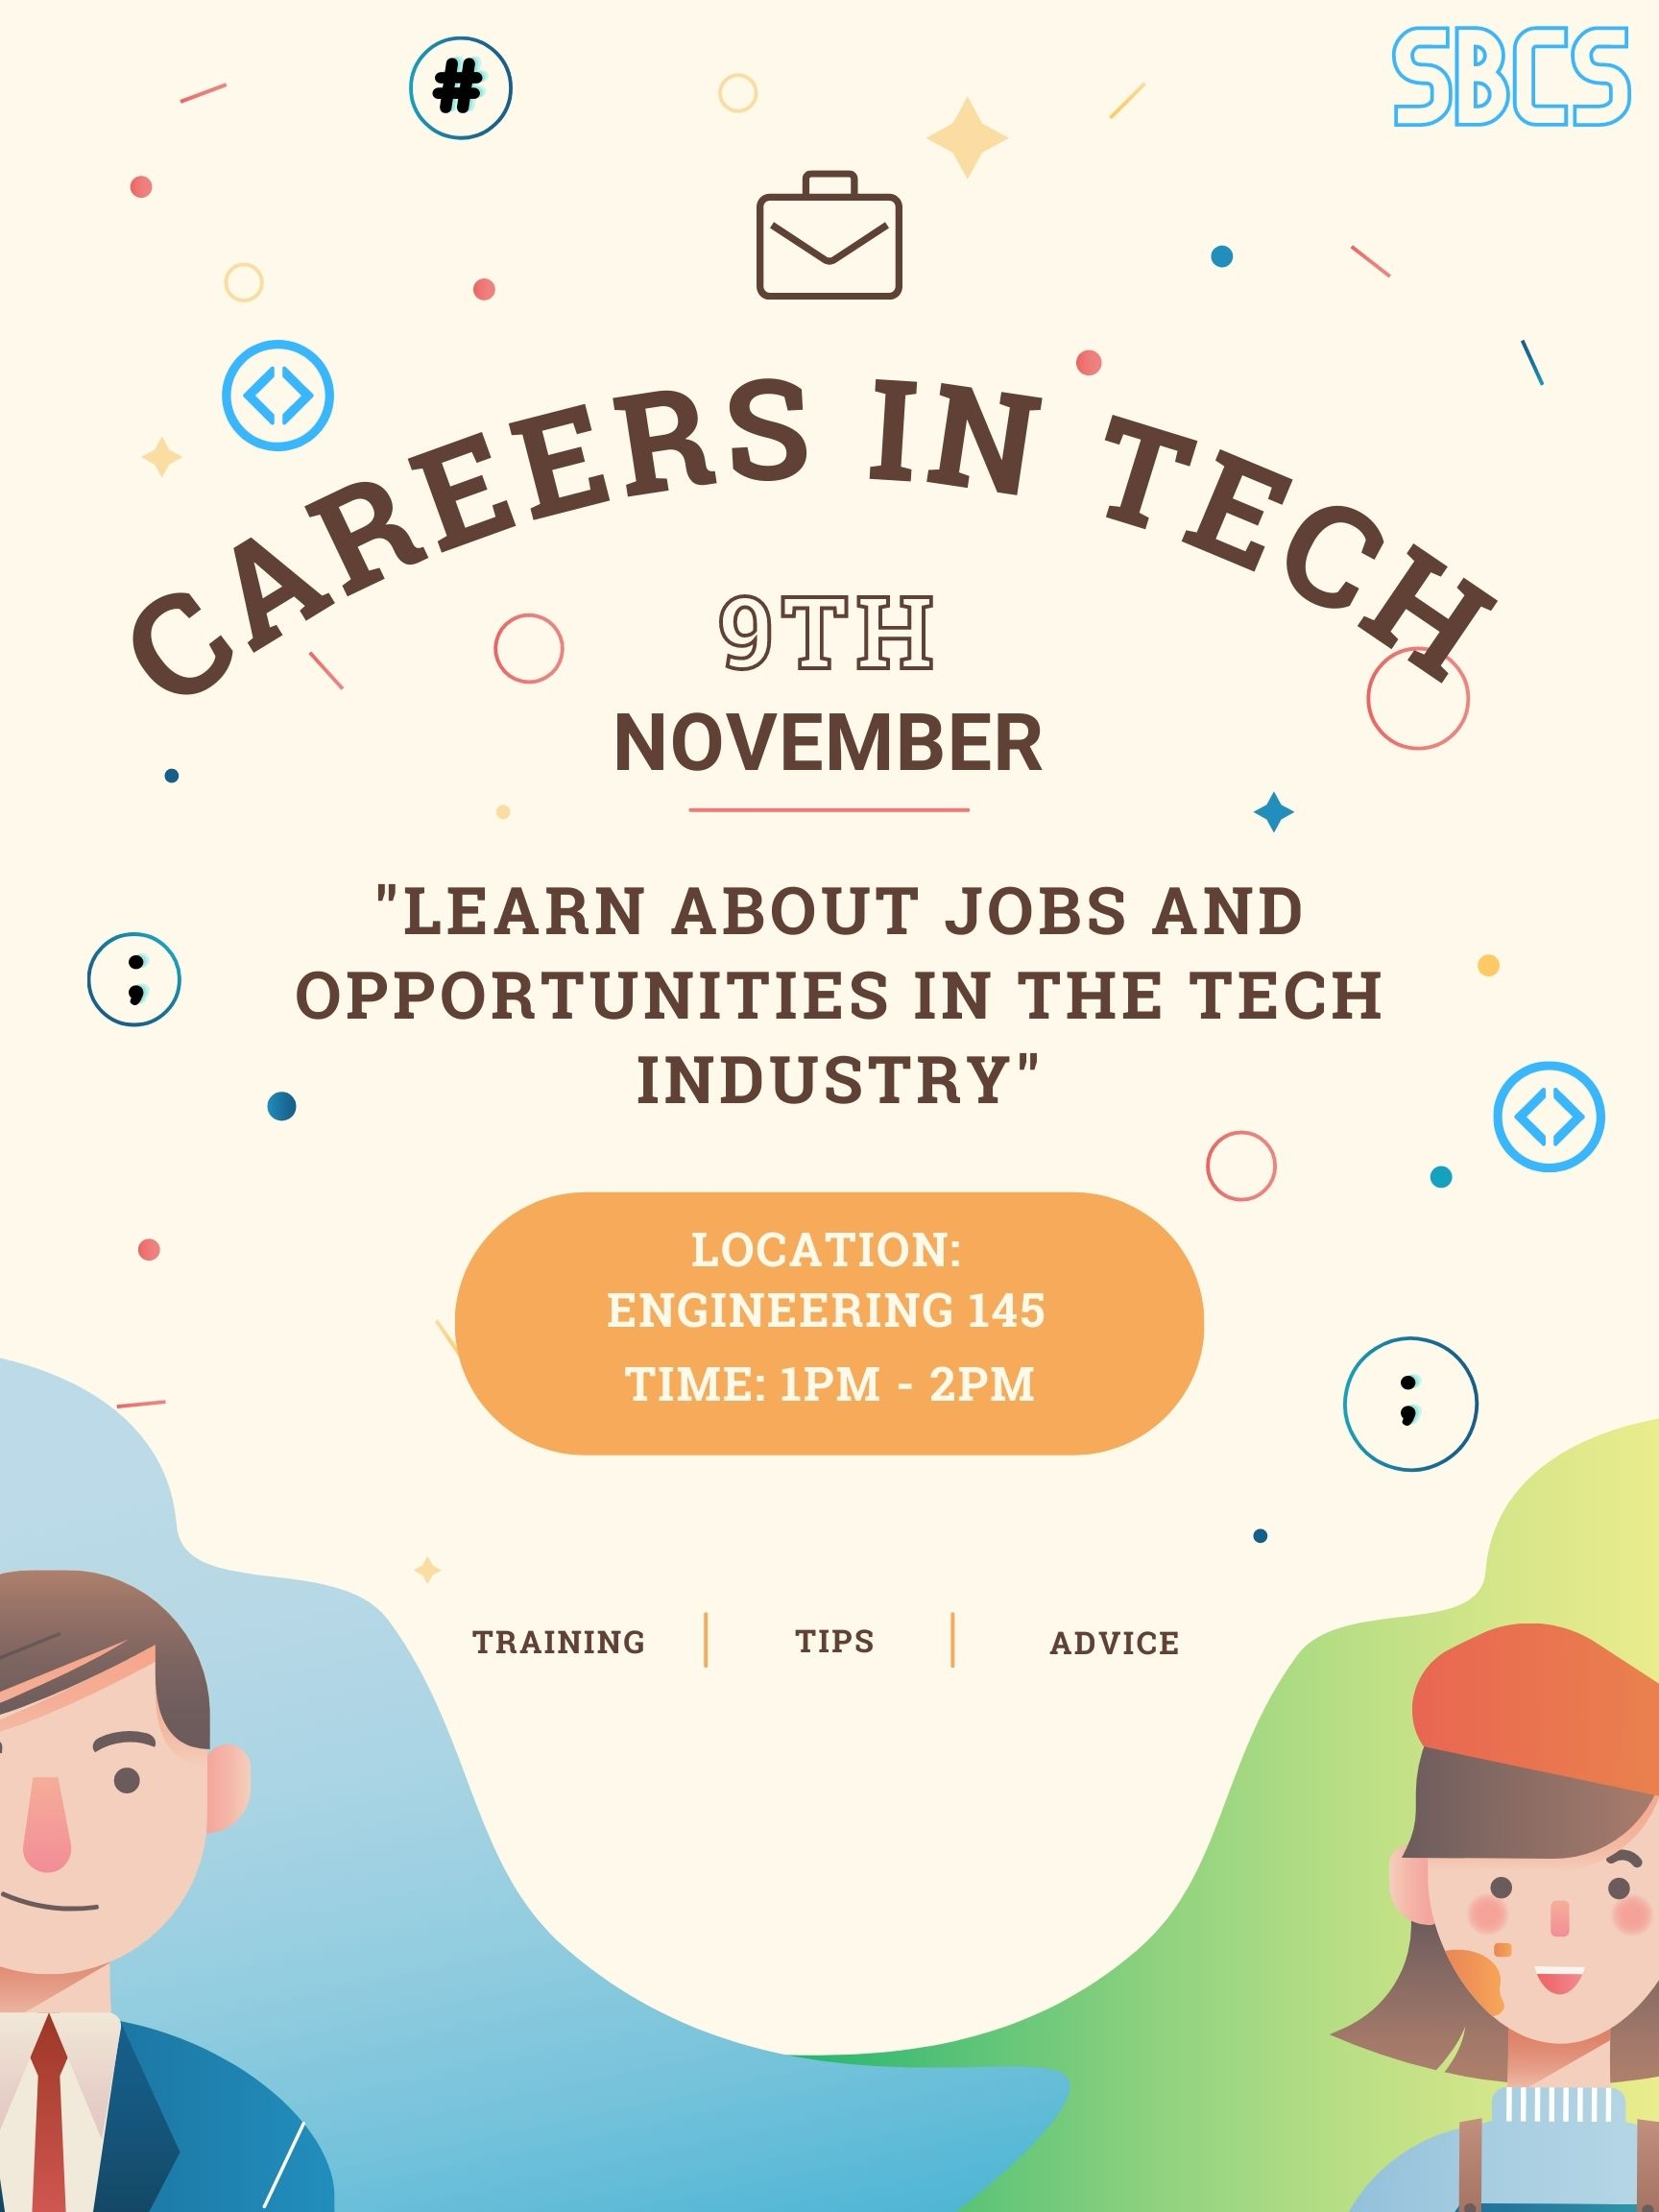 SBCS
#
CAREERS IN TECH
9TH
NOVEMBER
"LEARN ABOUT JOBS AND
OPPORTUNITIES IN THE TECH
INDUSTRY"
;
LOCATION:
ENGINEERING 145
TIME: 1PM - 2PM
;
TRAINING | TIPS | ADVICE